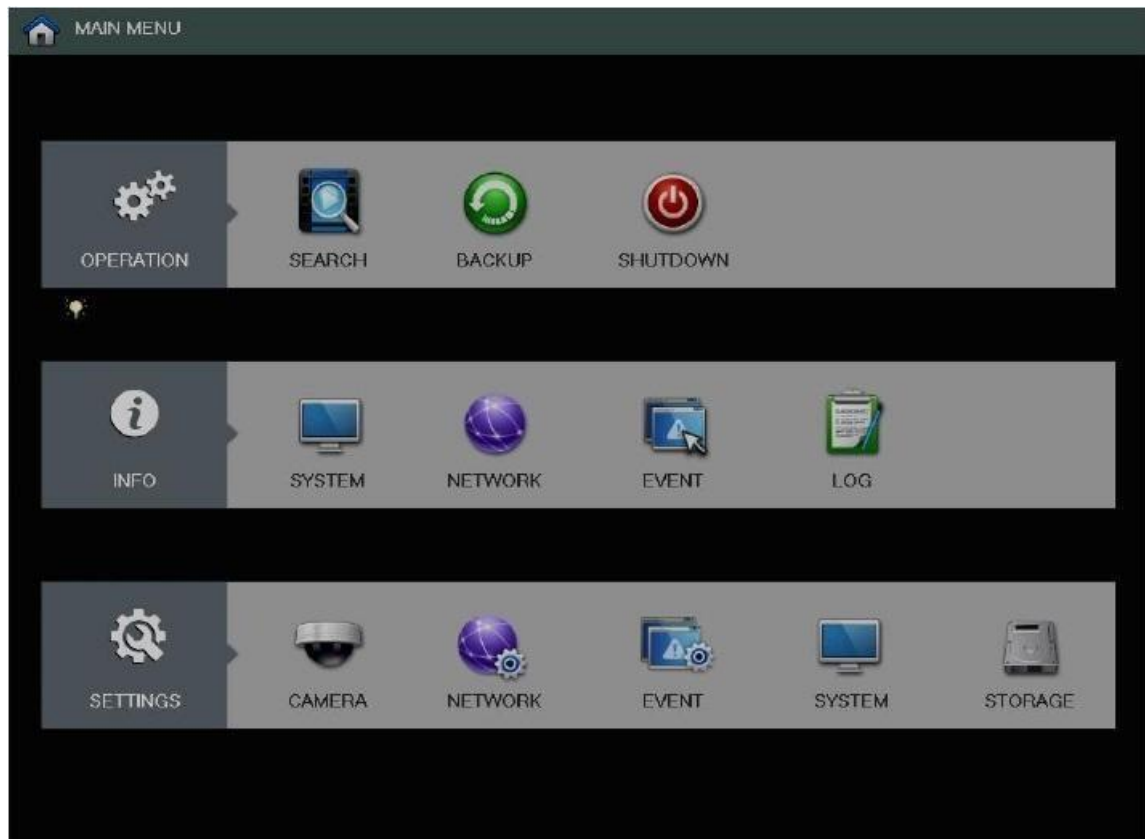 MAIN MENU
OPERATION SEARCH BACKUP SHUTDOWN
INFO SYSTEM NETWORK EVENT LOG
SETTINGS CAMERA NETWORK EVENT SYSTEM STORAGE